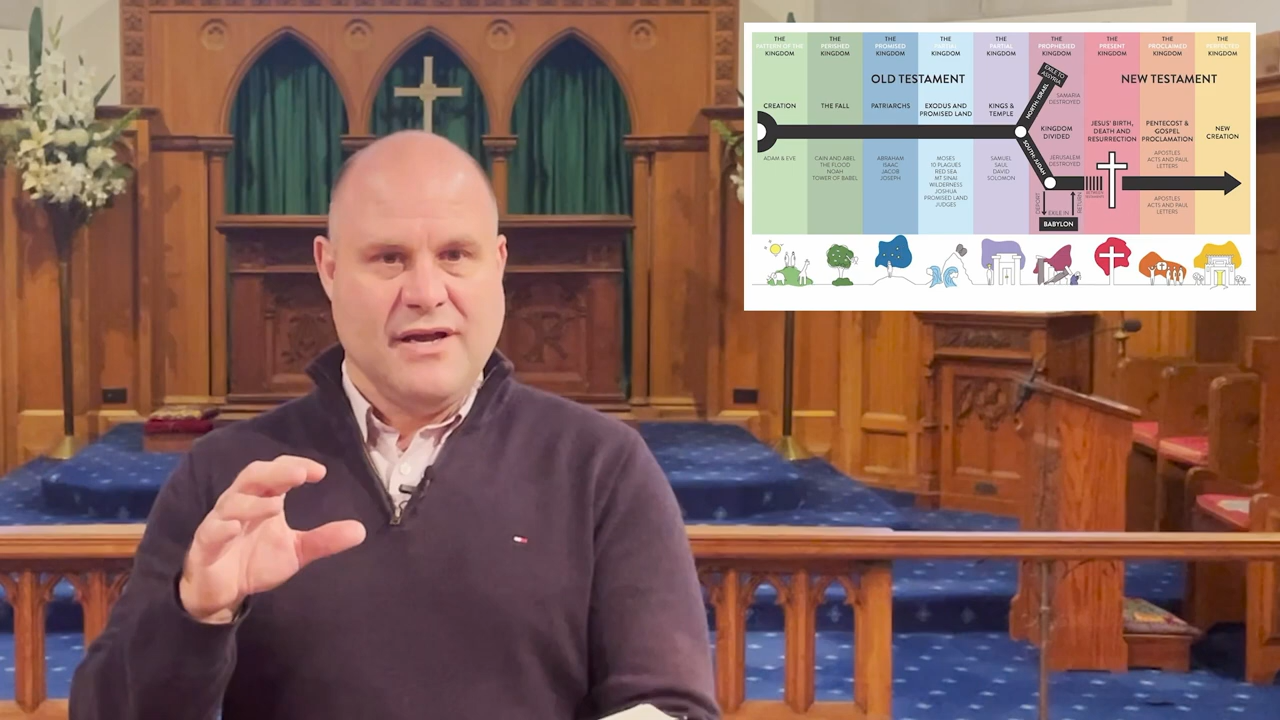 THE
PATTERN OF THE
KINGDOM
THE
PERISHED
KINGDOM
THE
PROMISED
KINGDOM
THE
PARTIAL
KINGDOM
THE
PARTIAL
KINGDOM
THE
PROPHESIED
KINGDOM
THE
PRESENT
KINGDOM
THE
PROCLAIMED
KINGDOM
THE
PERFECTED
KINGDOM
OLD TESTAMENT
NEW TESTAMENT
CREATION
THE FALL
PATRIARCHS
EXODUS AND
PROMISED LAND
KINGS &
TEMPLE
EXILE TO
ASSYRIA
NORTH: ISRAEL
SAMARIA
DESTROYED
KINGDOM
DIVIDED
SOUTH: JUDAH
JERUSALEM
DESTROYED
JESUS' BIRTH,
DEATH AND
RESURRECTION
PENTECOST &
GOSPEL
PROCLAMATION
NEW
CREATION
ADAM & EVE
CAIN AND ABEL
THE FLOOD
NOAH
TOWER OF BABEL
ABRAHAM
ISAAC
JACOB
JOSEPH
MOSES
10 PLAGUES
RED SEA
MT SINAI
WILDERNESS
JOSHUA
PROMISED LAND
JUDGES
SAMUEL
SAUL
DAVID
SOLOMON
DEPORT
EXILE IN
BABYLON
RETURN
APOSTLES
ACTS AND PAUL
LETTERS
APOSTLES
ACTS AND PAUL
LETTERS